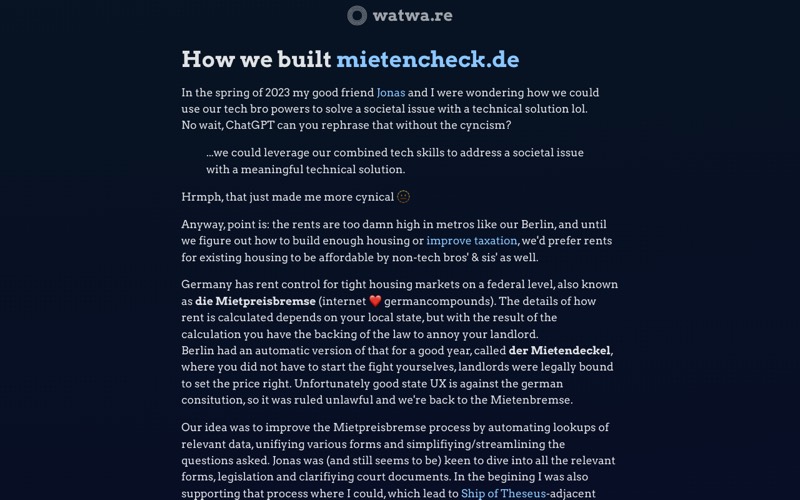 watwa.re
How we built mietencheck.de
In the spring of 2023 my good friend Jonas and I were wondering how we could
use our tech bro powers to solve a societal issue with a technical solution lol.
No wait, ChatGPT can you rephrase that without the cyncism?
...we could leverage our combined tech skills to address a societal issue
with a meaningful technical solution.
Hrmph, that just made me more cynical 🫥
Anyway, point is: the rents are too damn high in metros like our Berlin, and until
we figure out how to build enough housing or improve taxation, we'd prefer rents
for existing housing to be affordable by non-tech bros' & sis' as well.
Germany has rent control for tight housing markets on a federal level, also known
as die Mietpreisbremse (internet ❤️ germancompounds). The details of how
rent is calculated depends on your local state, but with the result of the
calculation you have the backing of the law to annoy your landlord.
Berlin had an automatic version of that for a good year, called der Mietendeckel,
where you did not have to start the fight yourselves, landlords were legally bound
to set the price right. Unfortunately good state UX is against the german
consitution, so it was ruled unlawful and we're back to the Mietenbremse.
Our idea was to improve the Mietpreisbremse process by automating lookups of
relevant data, unifiying various forms and simplifiying/streamlining the
questions asked. Jonas was (and still seems to be) keen to dive into all the relevant
forms, legislation and clarifiying court documents. In the begining I was also
supporting that process where I could, which lead to Ship of Theseus-adjacent